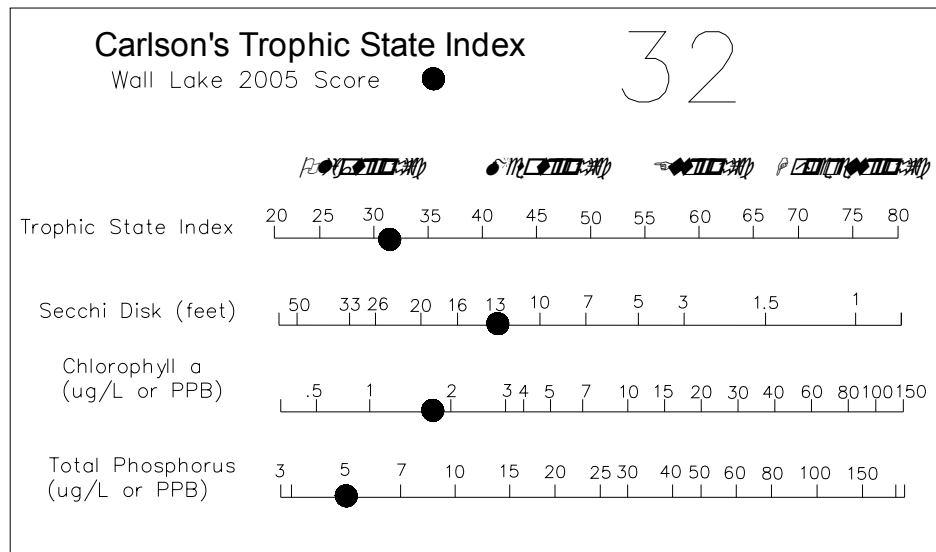 Carlson's Trophic State Index
32
Wall Lake 2005 Score
Trophic State Index
20 25 30 35 40 45 50 55 60 65 70 75 80
Secchi Disk (feet)
50 33 26 20 16 13 10 7 5 3 1.5 1
Chlorophyll a
(ug/L or PPB)
.5 1 2 3 4 5 7 10 15 20 30 40 60 80 100 150
Total Phosphorus
(ug/L or PPB)
3 5 7 10 15 20 25 30 40 50 60 80 100 150